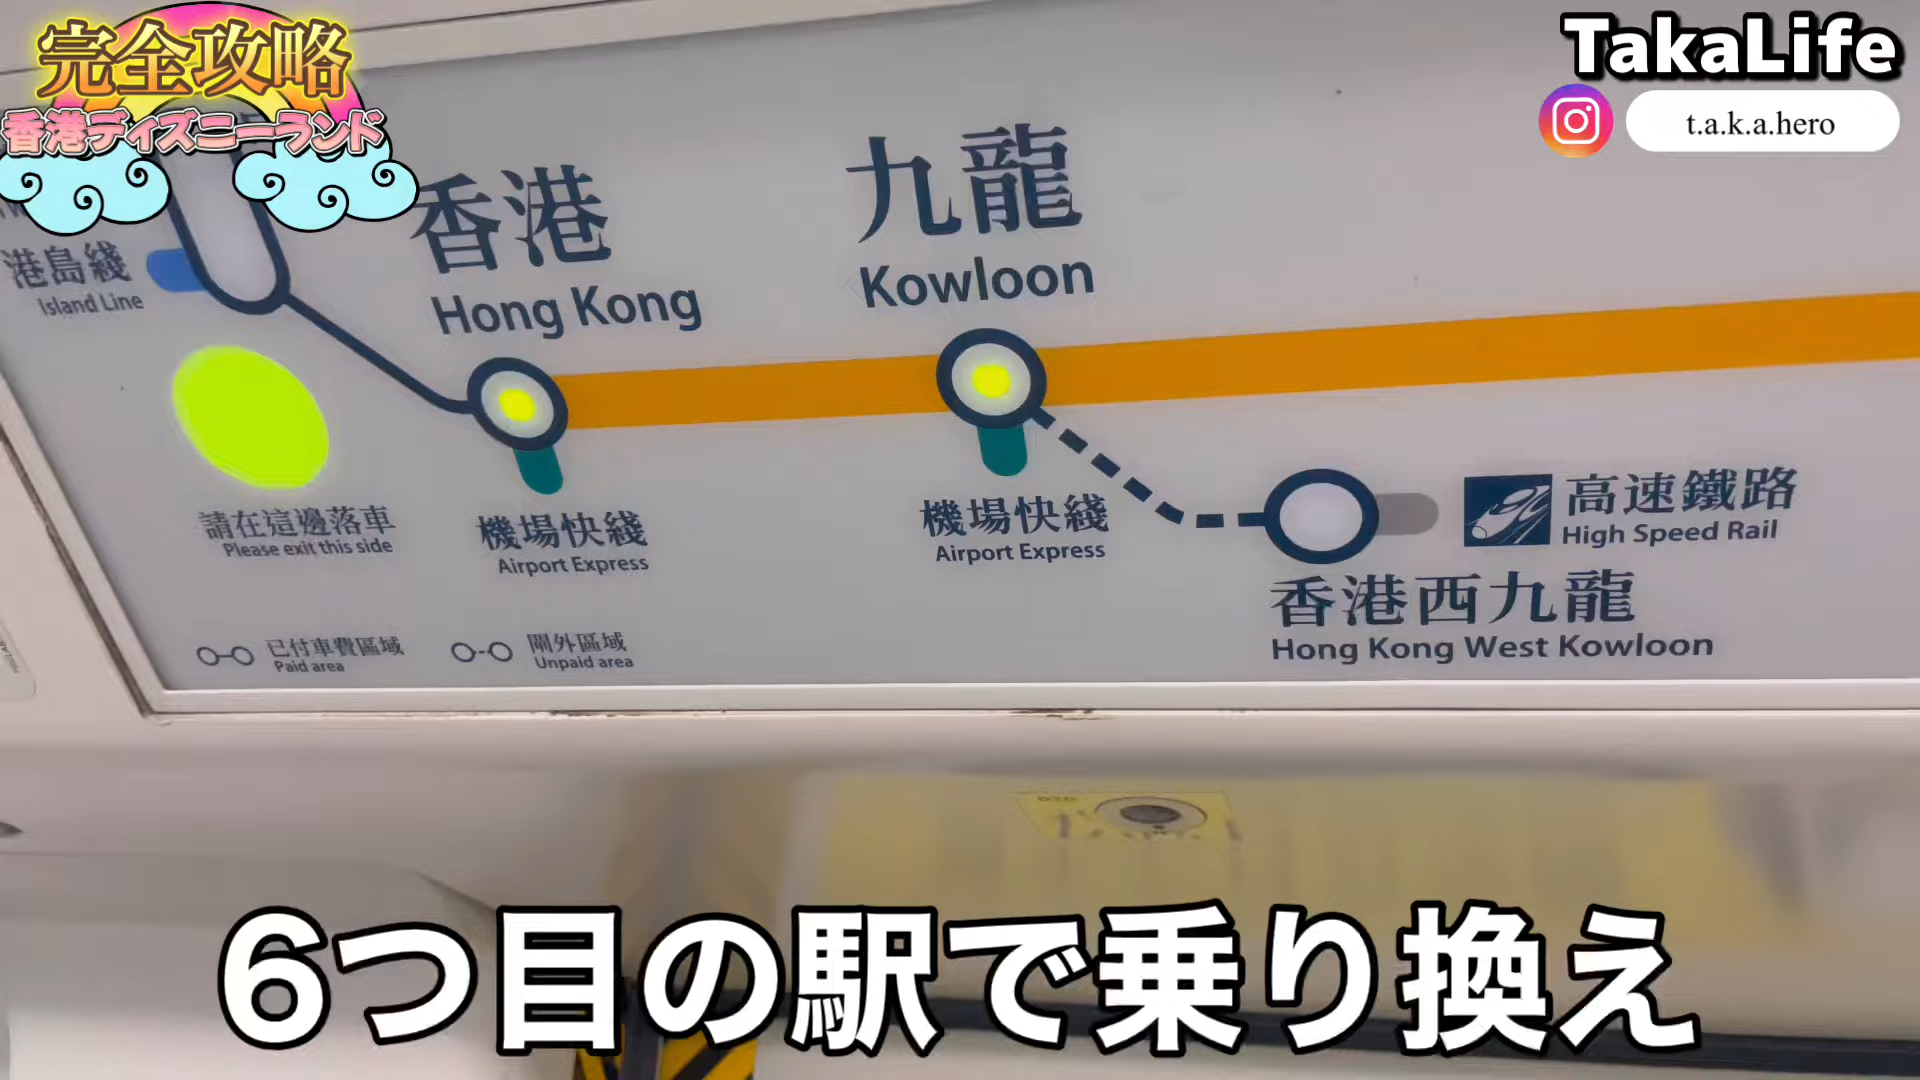 完全攻略
香港ディズニーランド
TakaLife
t.a.k.a.hero
港島綫
Island Line
香港
Hong Kong
九龍
Kowloon
請在這邊落車
Please exit this side
機場快綫
Airport Express
機場快綫
Airport Express
高速鐵路
High Speed Rail
香港西九龍
Hong Kong West Kowloon
已付車費區域
Paid area
閘外區域
Unpaid area
6つ目の駅で乗り換え